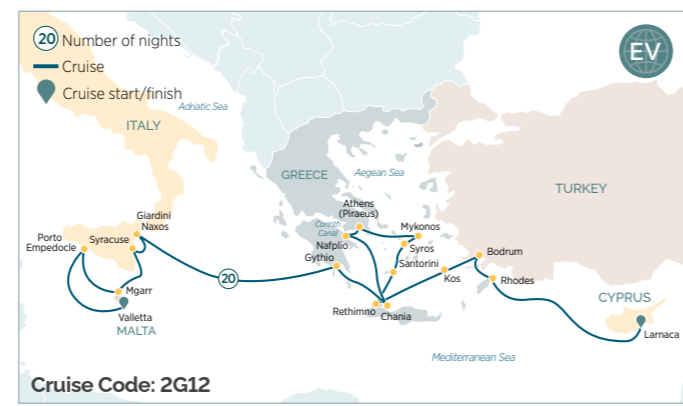 20 Number of nights
Cruise
Cruise start/finish
EV
Adriatic Sea
ITALY
GREECE
Aegean Sea
TURKEY
Athens
(Piraeus)
Corinth
Canal
Mykonos
Giardini
Naxos
Porto
Empedocle
Syracuse
Nafplio
Syros
Gythio
Santorini
Bodrum
Kos
Rhodes
20
Mgarr
CYPRUS
Valletta
MALTA
Rethimno
Chania
Larnaca
Mediterranean Sea
Cruise Code: 2G12